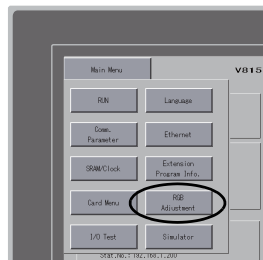 Main Menu
V815
RUN
Language
Comm.
Parameter
Ethernet
SRAM/Clock
Extension
Program Info.
Card Menu
RGB
Adjustment
I/O Test
Simulator
Stat.No.:192.168.1.200